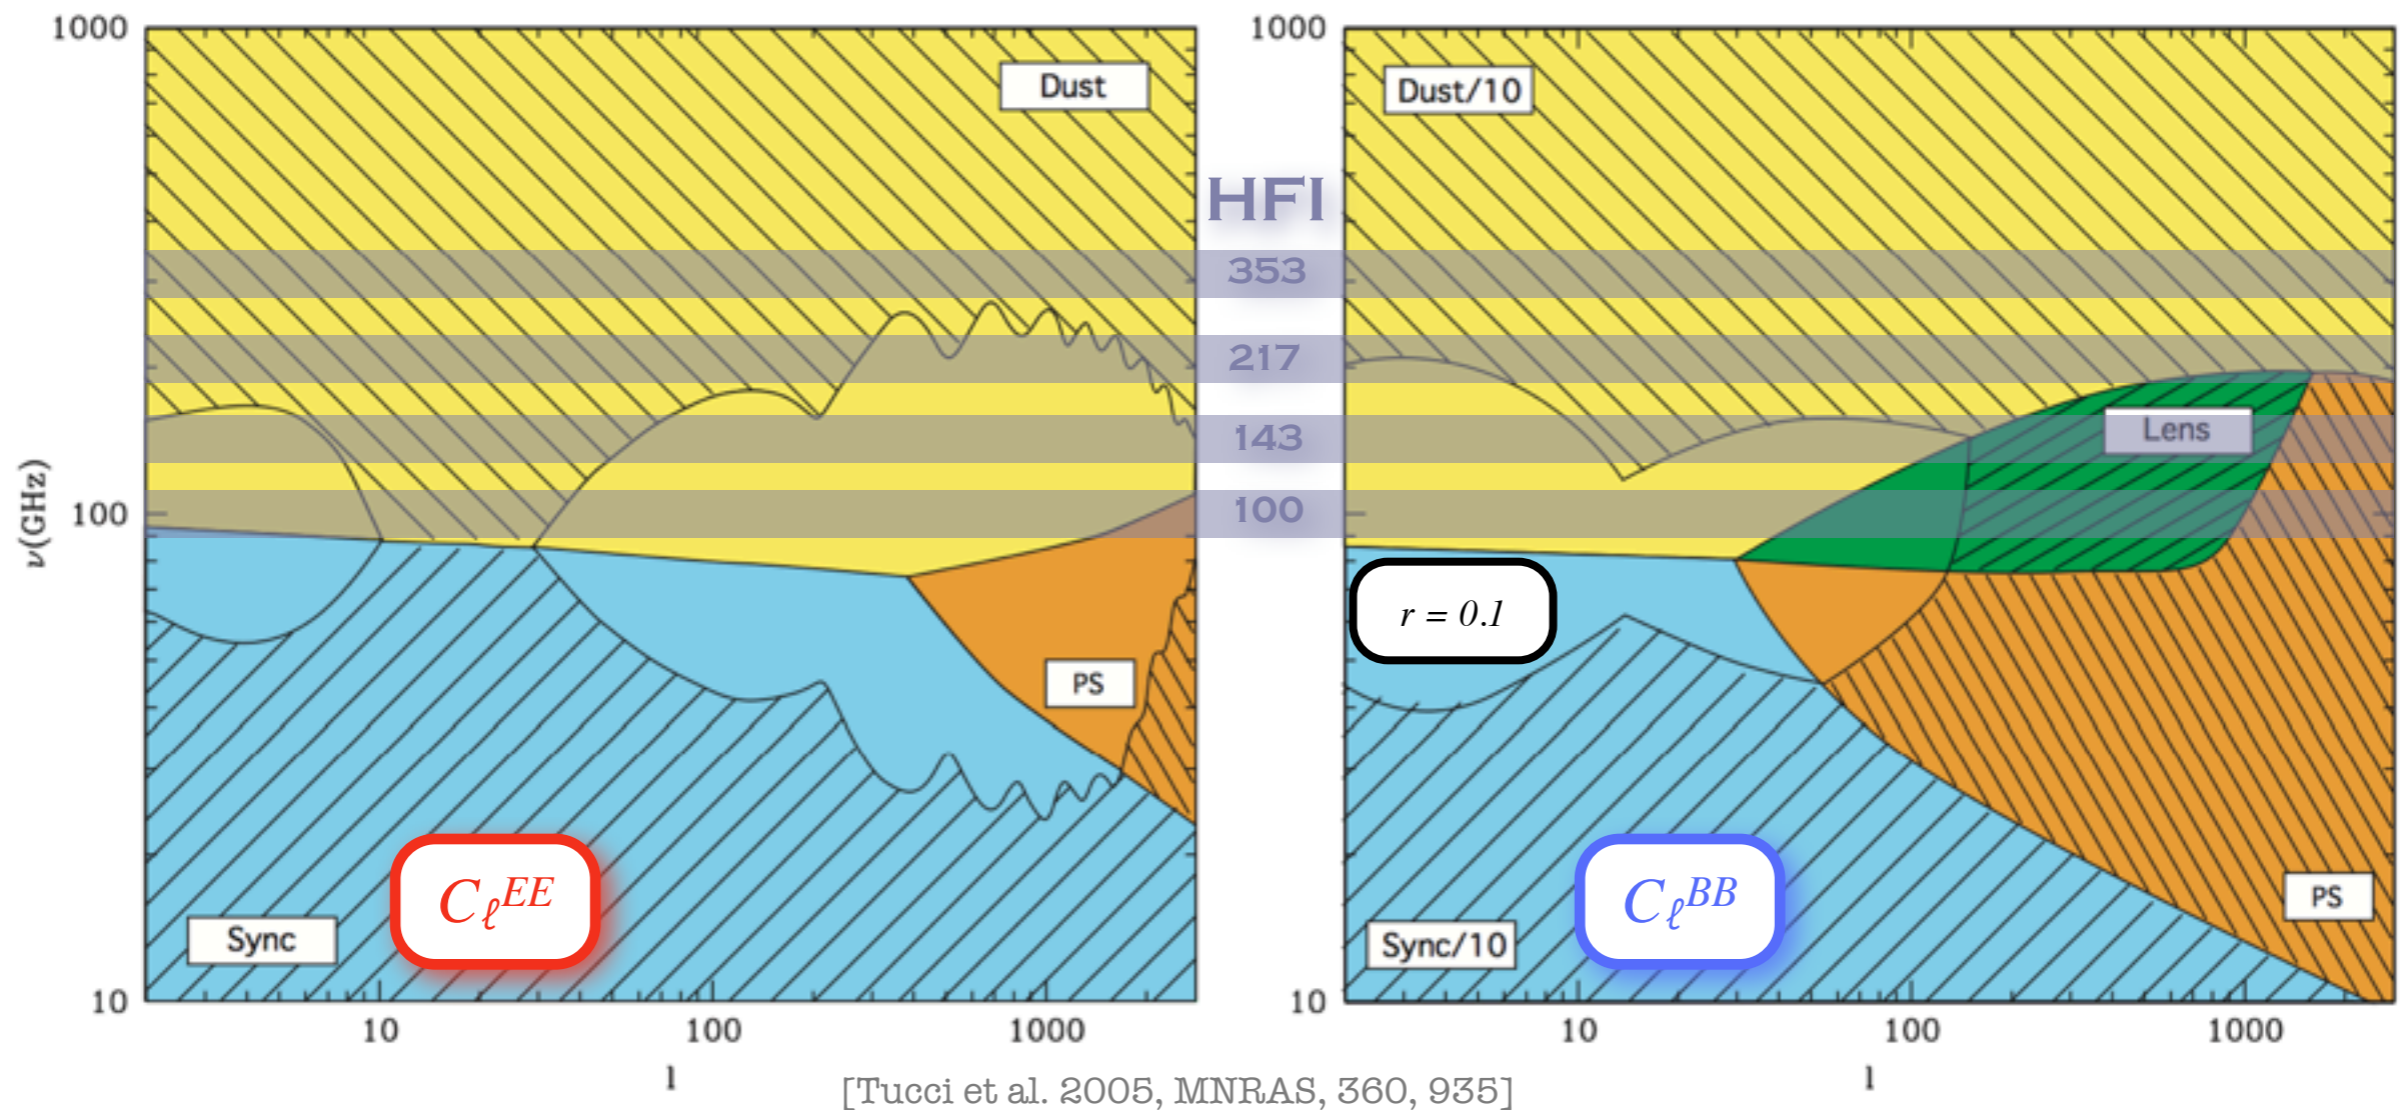 1000
Dust
HFI
353
217
143
100
100
ν(GHz)
PS
C_ℓ^EE
Sync
10
10
100
1000
l
1000
Dust/10
Lens
r = 0.1
C_ℓ^BB
PS
Sync/10
10
10
100
1000
l
[Tucci et al. 2005, MNRAS, 360, 935]